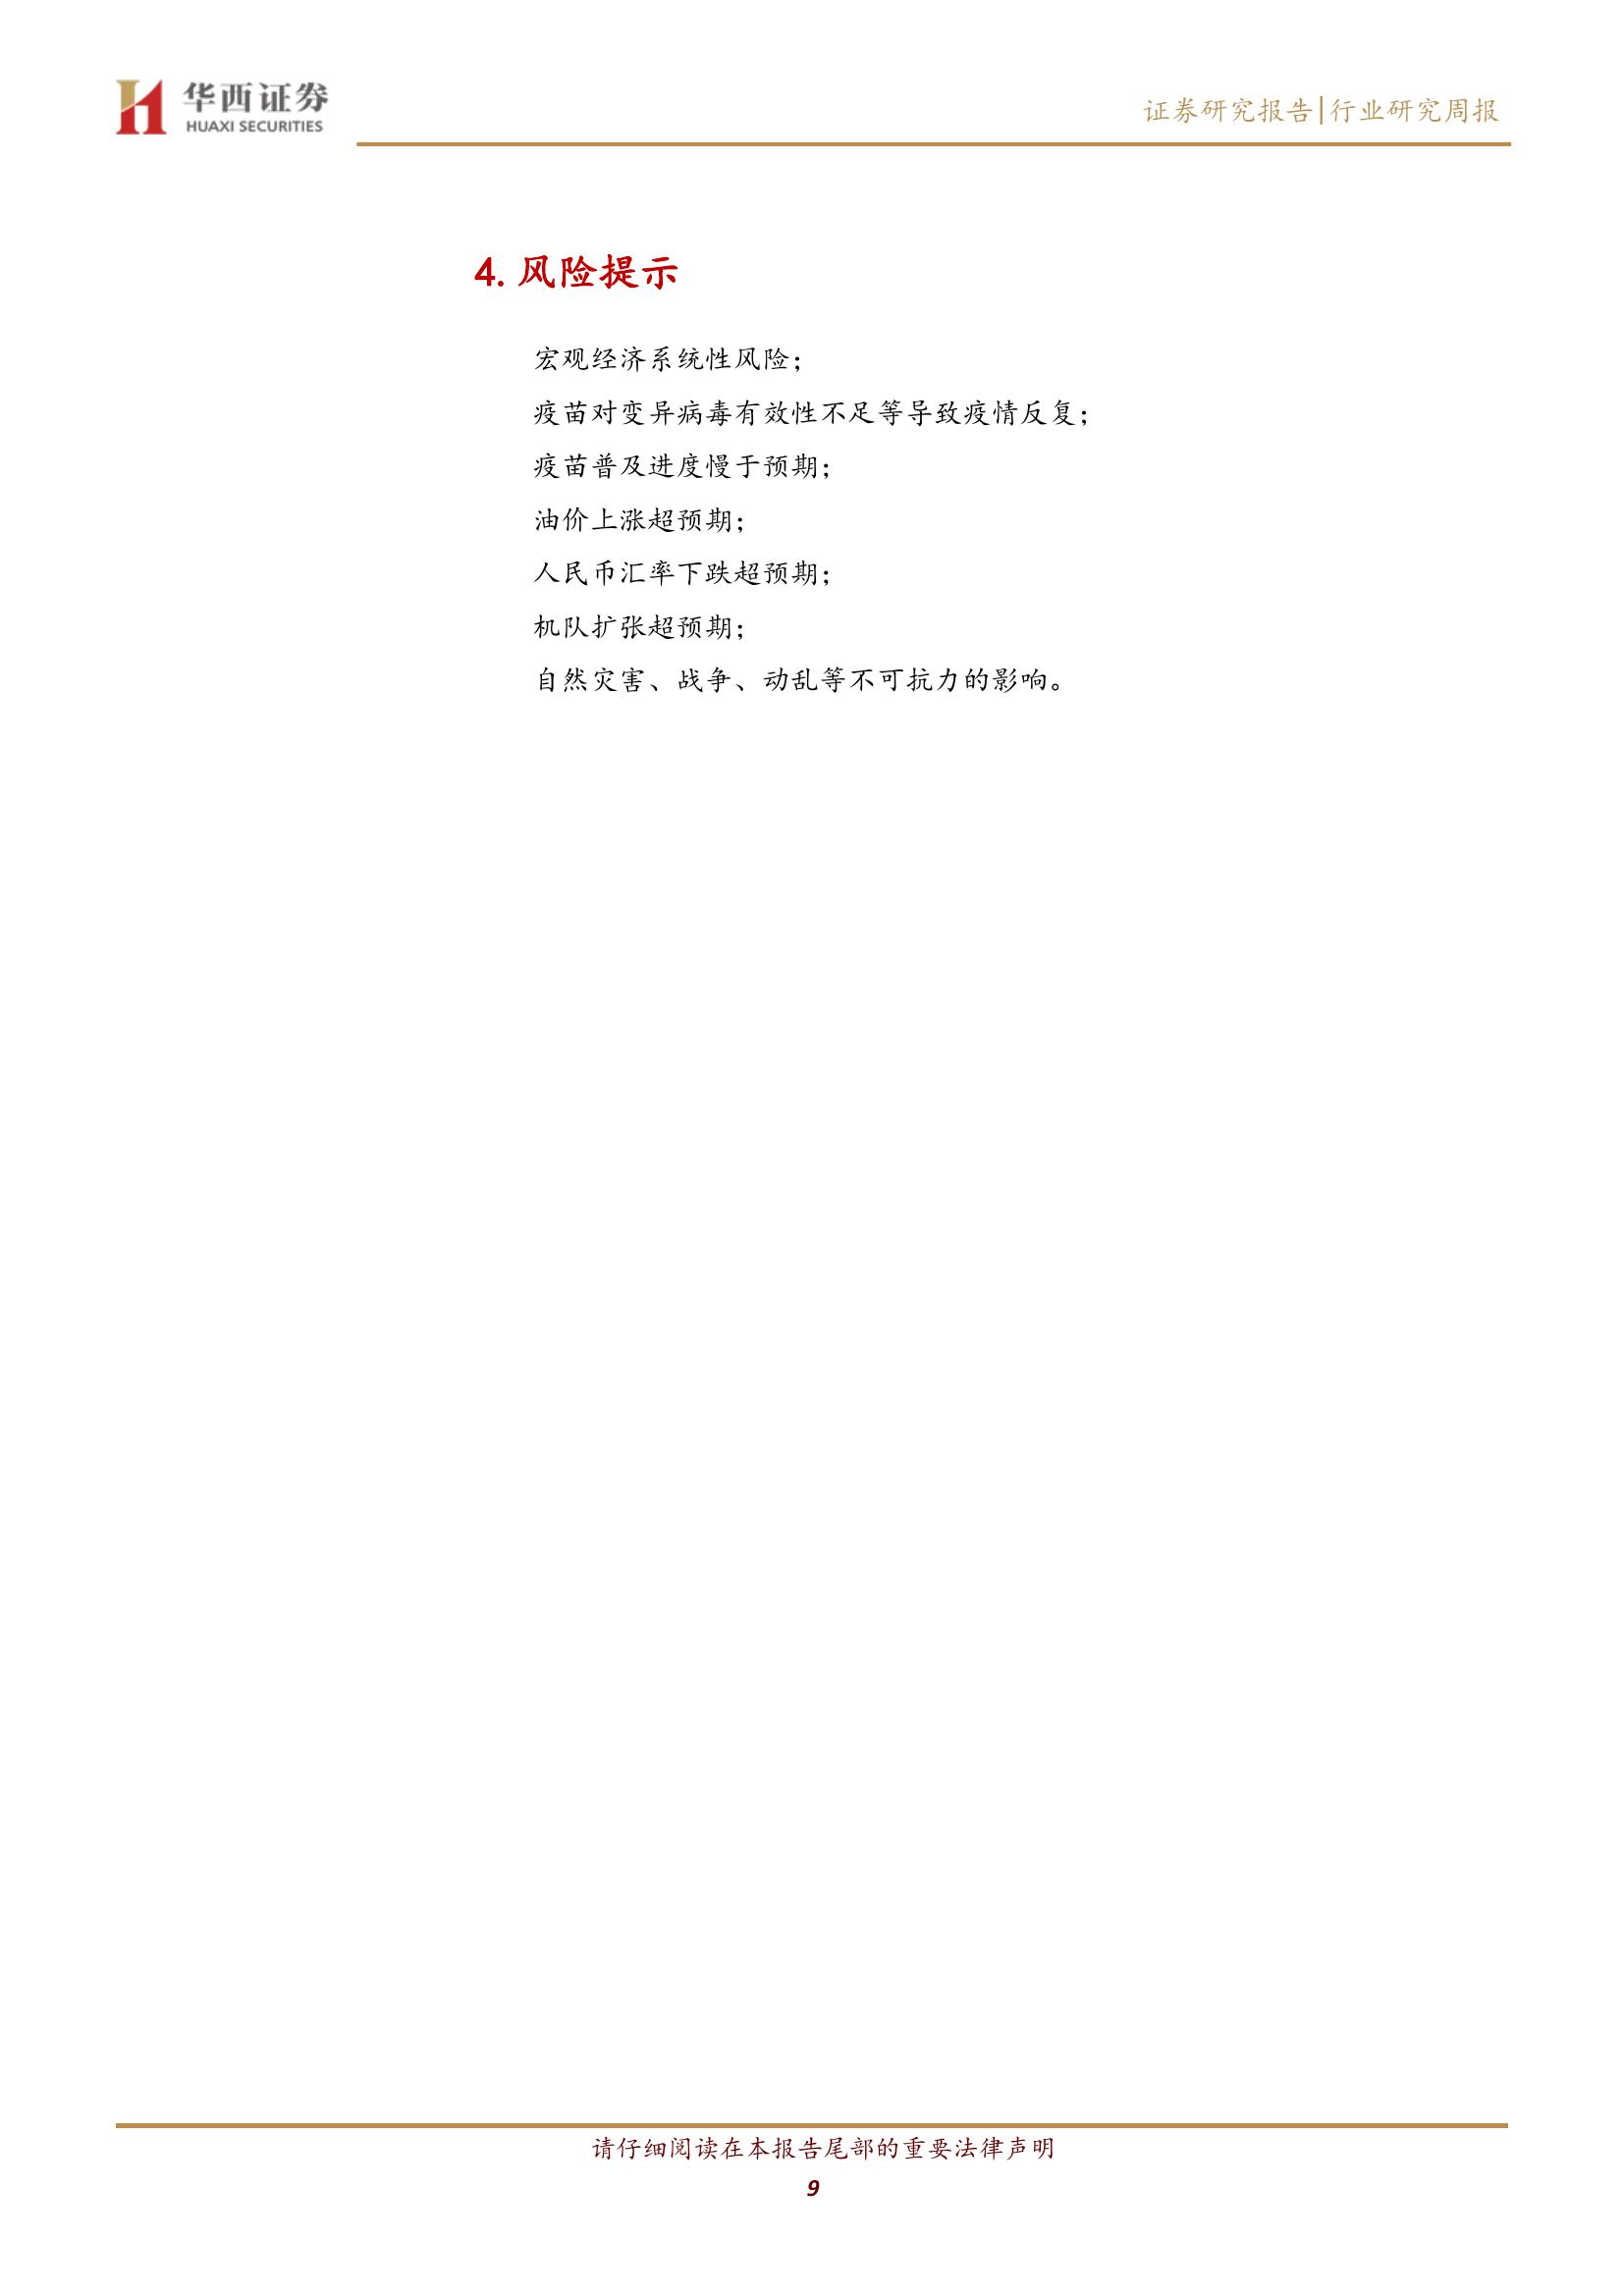 华西证券
HUAXI SECURITIES
证券研究报告|行业研究周报
4. 风险提示
宏观经济系统性风险；
疫苗对变异病毒有效性不足等导致疫情反复；
疫苗普及进度慢于预期；
油价上涨超预期；
人民币汇率下跌超预期；
机队扩张超预期；
自然灾害、战争、动乱等不可抗力的影响。
请仔细阅读在本报告尾部的重要法律声明
9